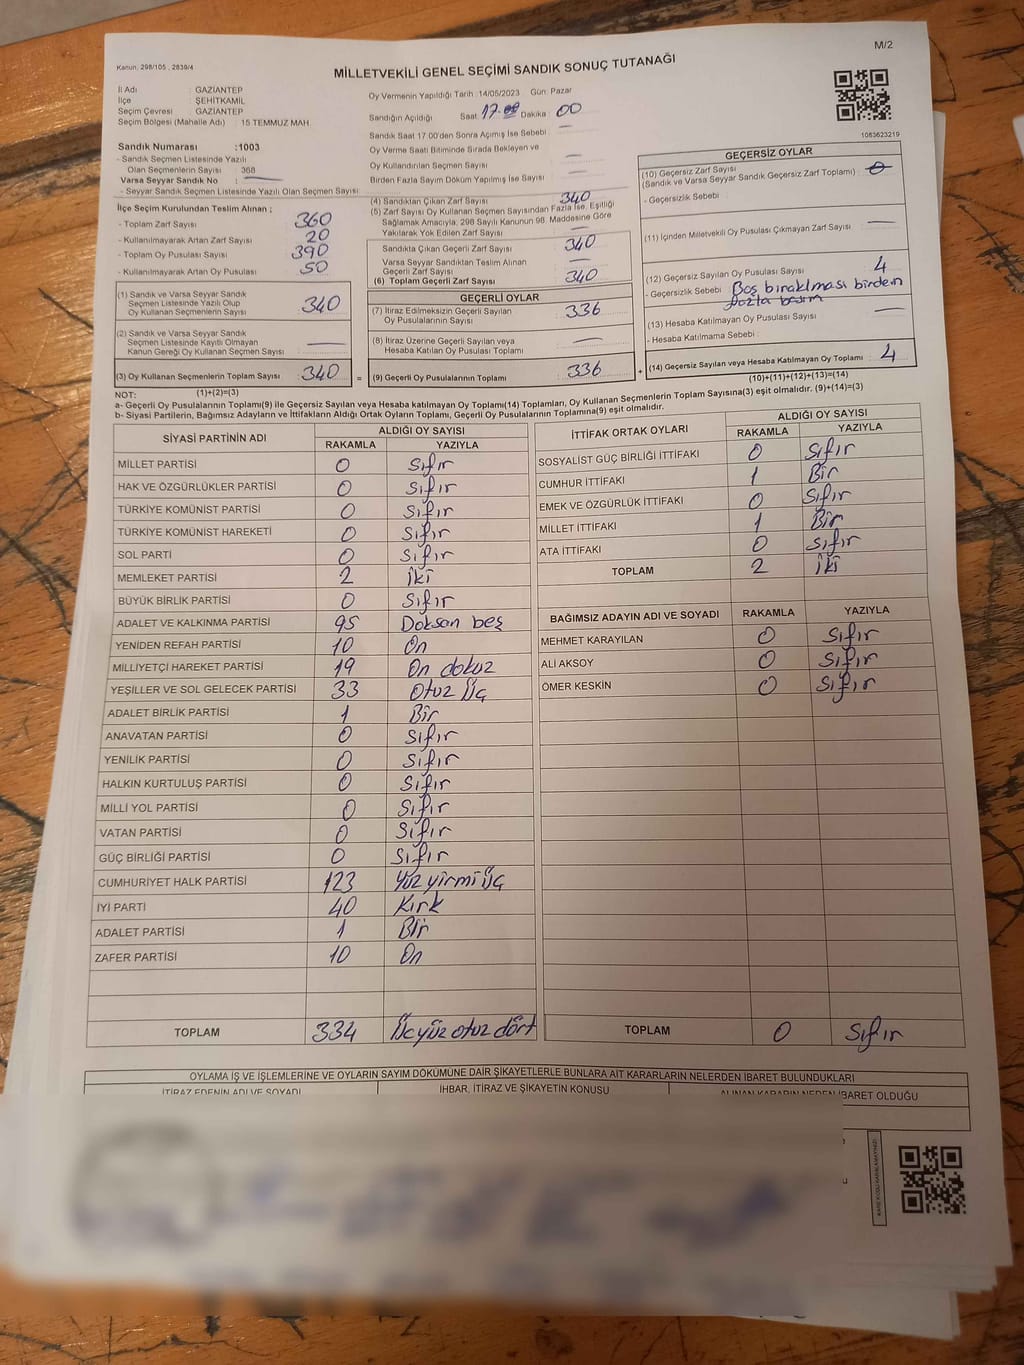 M/2
Kanun, 298/105 , 2839/4
MİLLETVEKİLİ GENEL SEÇİMİ SANDIK SONUÇ TUTANAĞI
İl Adı : GAZİANTEP
İlçe : ŞEHİTKAMİL
Seçim Çevresi : GAZİANTEP
Seçim Bölgesi (Mahalle Adı) : 15 TEMMUZ MAH.
Oy Vermenin Yapıldığı Tarih :14/05/2023 Gün: Pazar
Sandığın Açıldığı Saat 17 Dakika : 00
Sandık Saat 17.00'den Sonra Açımış İse Sebebi : —
Oy Verme Saati Bitiminde Sırada Bekleyen ve
Oy Kullandırılan Seçmen Sayısı —
Birden Fazla Sayım Döküm Yapılmış İse Sayısı —
1083623219
Sandık Numarası :1003
- Sandık Seçmen Listesinde Yazılı
Olan Seçmenlerin Sayısı : 368
Varsa Seyyar Sandık No : —
- Seyyar Sandık Seçmen Listesinde Yazılı Olan Seçmen Sayısı:
İlçe Seçim Kurulundan Teslim Alınan ;
- Toplam Zarf Sayısı : 360
- Kullanılmayarak Artan Zarf Sayısı : 20
- Toplam Oy Pusulası Sayısı : 390
- Kullanılmayarak Artan Oy Pusulası : 50
(1) Sandık ve Varsa Seyyar Sandık
Seçmen Listesinde Yazılı Olup
Oy Kullanan Seçmenlerin Sayısı : 340
(2) Sandık ve Varsa Seyyar Sandık
Seçmen Listesinde Kayıtlı Olmayan
Kanun Gereği Oy Kullanan Seçmen Sayısı : —
(3) Oy Kullanan Seçmenlerin Toplam Sayısı : 340
(1)+(2)=(3)
(4) Sandıktan Çıkan Zarf Sayısı 340
(5) Zarf Sayısı Oy Kullanan Seçmen Sayısından Fazla İse, Eşitliği
Sağlamak Amacıyla, 298 Sayılı Kanunun 98. Maddesine Göre
Yakılarak Yok Edilen Zarf Sayısı —
Sandıkta Çıkan Geçerli Zarf Sayısı : 340
Varsa Seyyar Sandıktan Teslim Alınan
Geçerli Zarf Sayısı : —
(6) Toplam Geçerli Zarf Sayısı : 340
GEÇERLİ OYLAR
(7) İtiraz Edilmeksizin Geçerli Sayılan
Oy Pusulalarının Sayısı : 336
(8) İtiraz Üzerine Geçerli Sayılan veya
Hesaba Katılan Oy Pusulası Toplamı : —
= (9) Geçerli Oy Pusulalarının Toplamı : 336
GEÇERSİZ OYLAR
(10) Geçersiz Zarf Sayısı
(Sandık ve Varsa Seyyar Sandık Geçersiz Zarf Toplamı) : 0
- Geçersizlik Sebebi :
(11) İçinden Milletvekili Oy Pusulası Çıkmayan Zarf Sayısı : —
(12) Geçersiz Sayılan Oy Pusulası Sayısı : 4
- Geçersizlik Sebebi : Boş bırakılması birden
fazla basım
(13) Hesaba Katılmayan Oy Pusulası Sayısı : —
- Hesaba Katılmama Sebebi :
+ (14) Geçersiz Sayılan veya Hesaba Katılmayan Oy Toplamı : 4
(10)+(11)+(12)+(13)=(14)
NOT:
a- Geçerli Oy Pusulalarının Toplamı(9) ile Geçersiz Sayılan veya Hesaba katılmayan Oy Toplamı(14) Toplamları, Oy Kullanan Seçmenlerin Toplam Sayısına(3) eşit olmalıdır. (9)+(14)=(3)
b- Siyasi Partilerin, Bağımsız Adayların ve İttifakların Aldığı Ortak Oyların Toplamı, Geçerli Oy Pusulalarının Toplamına(9) eşit olmalıdır.
SİYASİ PARTİNİN ADI ALDIĞI OY SAYISI
RAKAMLA YAZIYLA
MİLLET PARTİSİ 0 Sıfır
HAK VE ÖZGÜRLÜKLER PARTİSİ 0 Sıfır
TÜRKİYE KOMÜNİST PARTİSİ 0 Sıfır
TÜRKİYE KOMÜNİST HAREKETİ 0 Sıfır
SOL PARTİ 0 Sıfır
MEMLEKET PARTİSİ 2 İki
BÜYÜK BİRLİK PARTİSİ 0 Sıfır
ADALET VE KALKINMA PARTİSİ 95 Doksan beş
YENİDEN REFAH PARTİSİ 10 On
MİLLİYETÇİ HAREKET PARTİSİ 19 On dokuz
YEŞİLLER VE SOL GELECEK PARTİSİ 33 Otuz Üç
ADALET BİRLİK PARTİSİ 1 Bir
ANAVATAN PARTİSİ 0 Sıfır
YENİLİK PARTİSİ 0 Sıfır
HALKIN KURTULUŞ PARTİSİ 0 Sıfır
MİLLİ YOL PARTİSİ 0 Sıfır
VATAN PARTİSİ 0 Sıfır
GÜÇ BİRLİĞİ PARTİSİ 0 Sıfır
CUMHURİYET HALK PARTİSİ 123 Yüz yirmi Üç
İYİ PARTİ 40 Kırk
ADALET PARTİSİ 1 Bir
ZAFER PARTİSİ 10 On
TOPLAM 334 Üçyüz otuz dört
İTTİFAK ORTAK OYLARI ALDIĞI OY SAYISI
RAKAMLA YAZIYLA
SOSYALİST GÜÇ BİRLİĞİ İTTİFAKI 0 Sıfır
CUMHUR İTTİFAKI 1 Bir
EMEK VE ÖZGÜRLÜK İTTİFAKI 0 Sıfır
MİLLET İTTİFAKI 1 Bir
ATA İTTİFAKI 0 Sıfır
TOPLAM 2 İki
BAĞIMSIZ ADAYIN ADI VE SOYADI RAKAMLA YAZIYLA
MEHMET KARAYILAN 0 Sıfır
ALİ AKSOY 0 Sıfır
ÖMER KESKİN 0 Sıfır
TOPLAM 0 Sıfır
OYLAMA İŞ VE İŞLEMLERİNE VE OYLARIN SAYIM DÖKÜMÜNE DAİR ŞİKAYETLERLE BUNLARA AİT KARARLARIN NELERDEN İBARET BULUNDUKLARI
İTİRAZ EDENİN ADI VE SOYADI İHBAR, İTİRAZ VE ŞİKAYETİN KONUSU ALINAN KARARIN NEDEN İBARET OLDUĞU